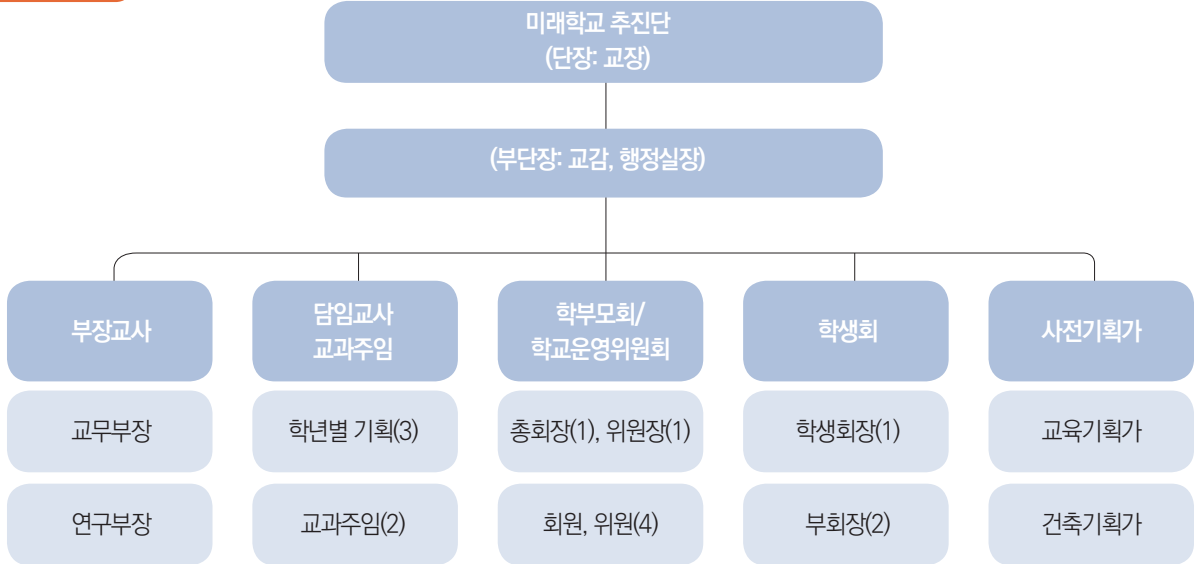 미래학교 추진단
(단장: 교장)
(부단장: 교감, 행정실장)
부장교사
담임교사
교과주임
학부모회/
학교운영위원회
학생회
사전기획가
교무부장
학년별 기획(3)
총회장(1), 위원장(1)
학생회장(1)
교육기획가
연구부장
교과주임(2)
회원, 위원(4)
부회장(2)
건축기획가